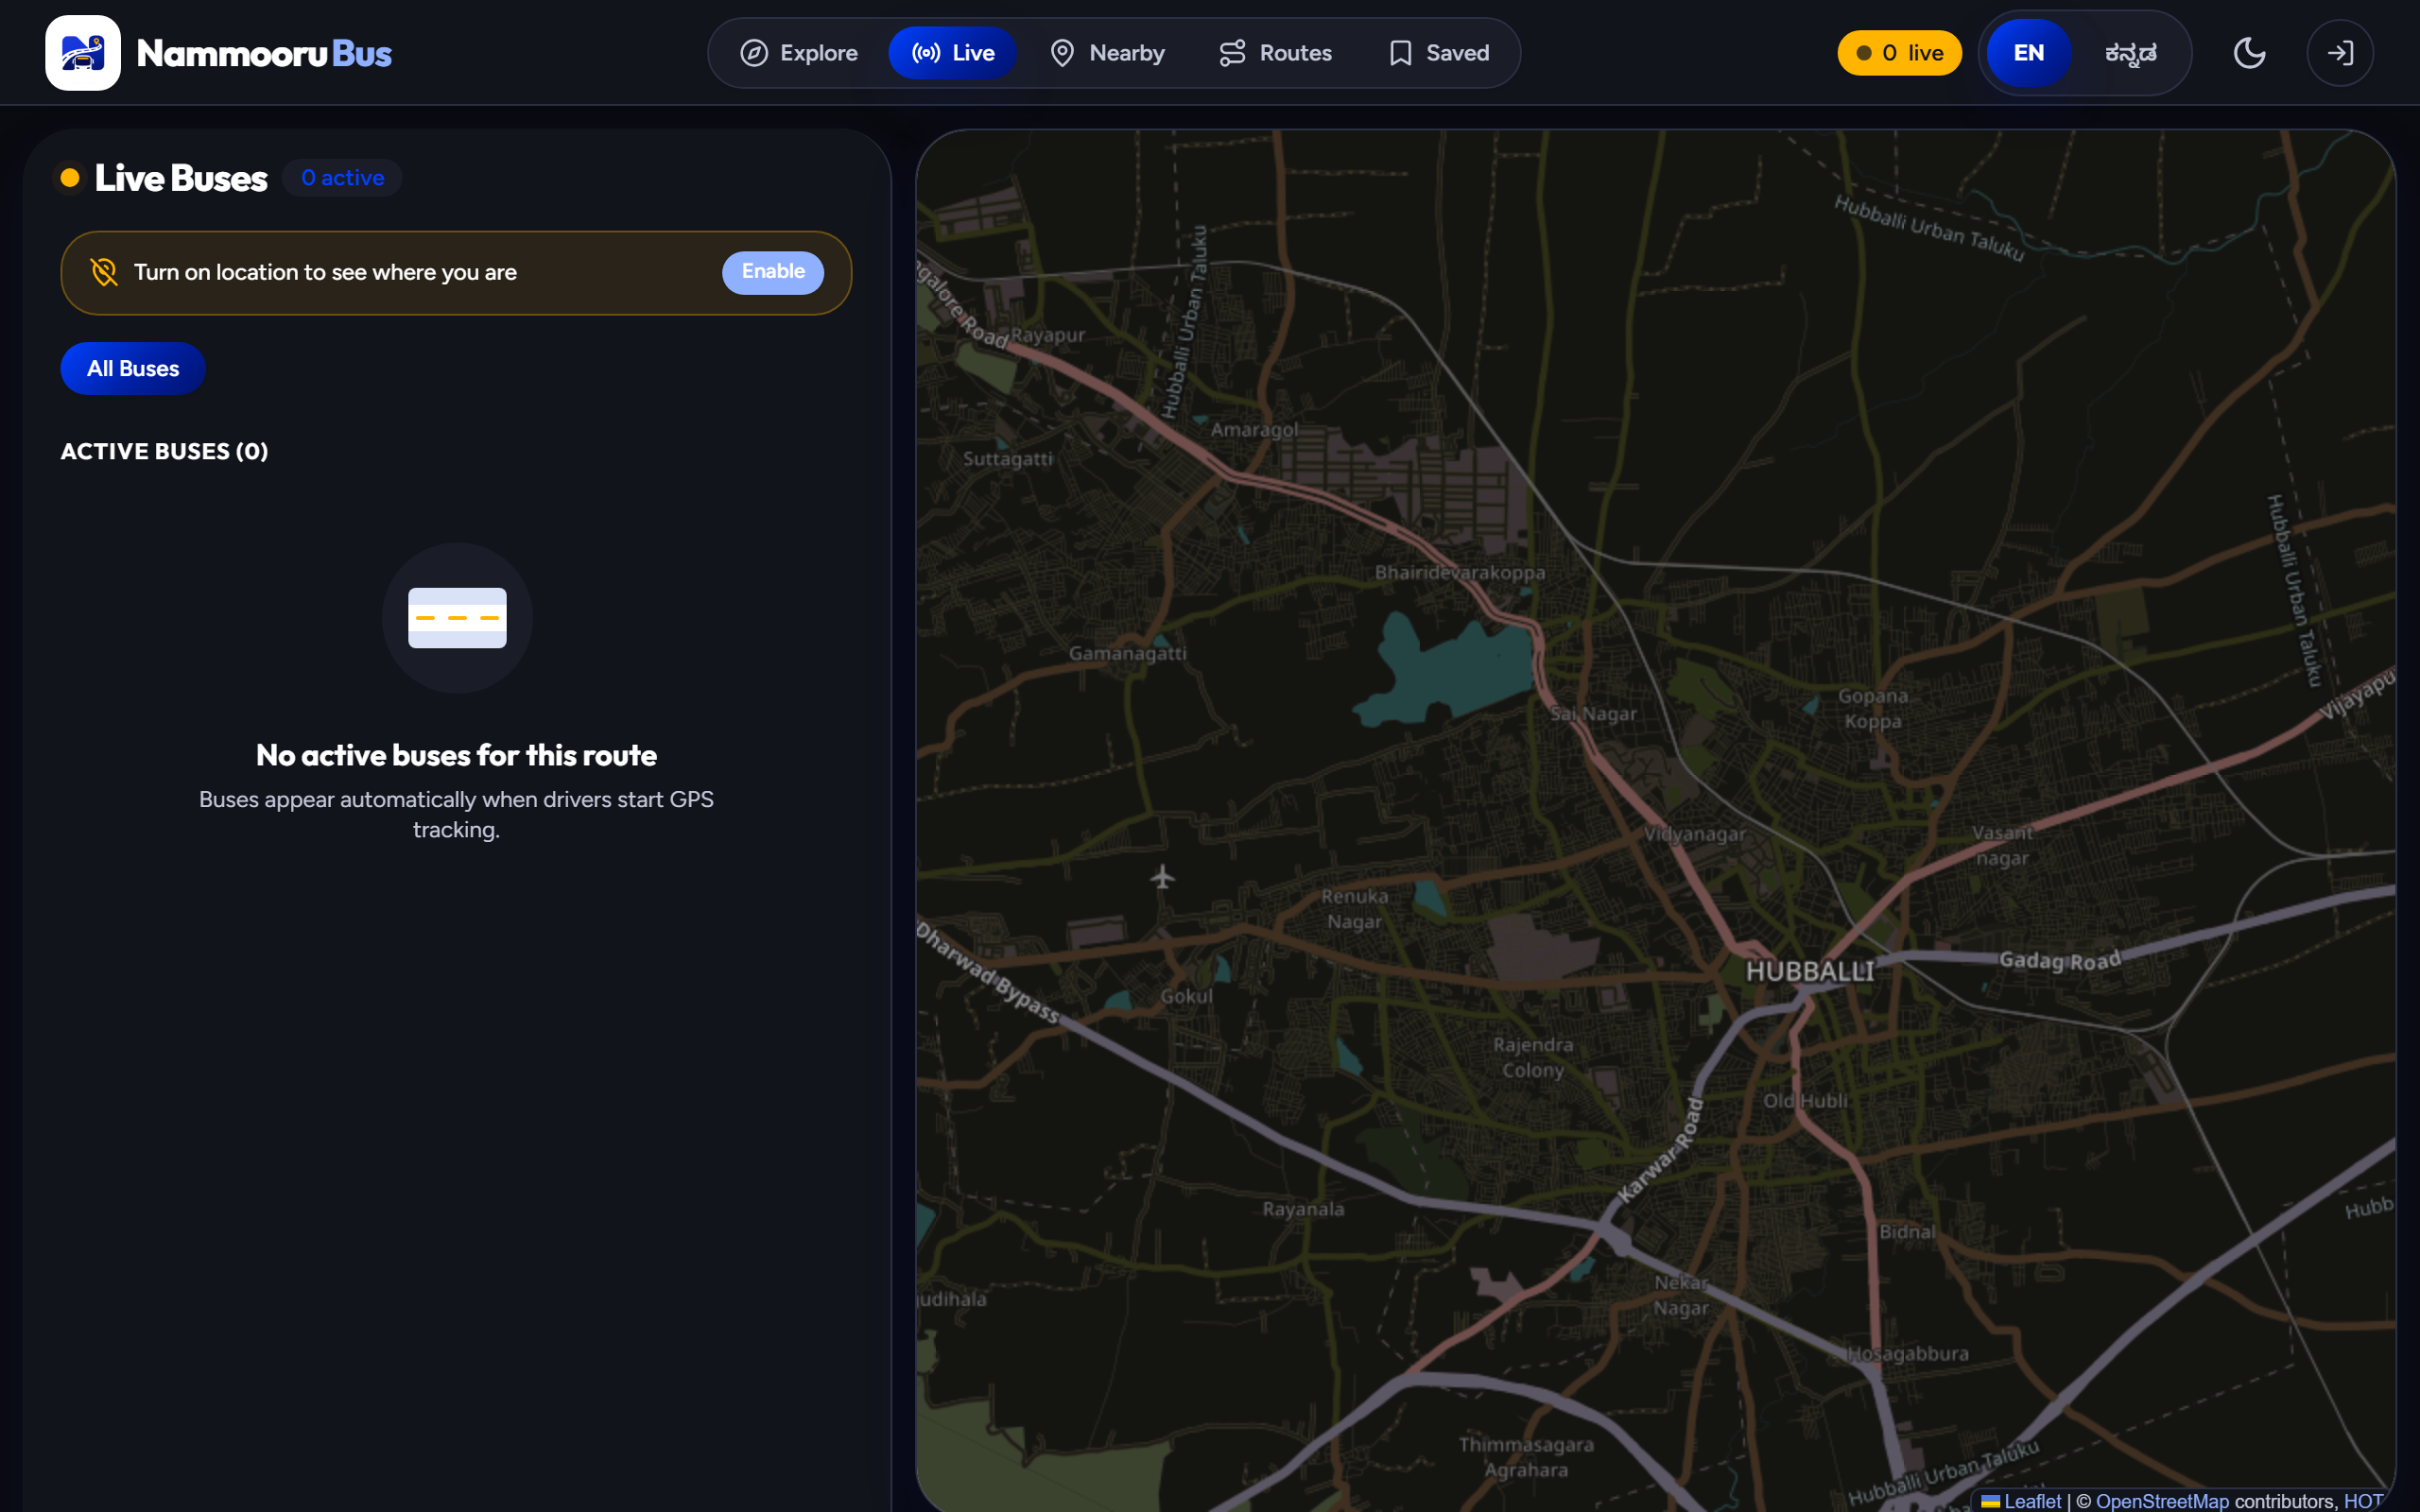 Nammooru Bus
Explore
Live
Nearby
Routes
Saved
0 live
EN
ಕನ್ನಡ
Live Buses
0 active
Turn on location to see where you are
Enable
All Buses
ACTIVE BUSES (0)
No active buses for this route
Buses appear automatically when drivers start GPS
tracking.
Hubballi Urban Taluku
Hubballi Urban Taluku
Rayapur
Amaragol
Suttagatti
Hubballi Urban Taluku
Bhairidevarakoppa
Gamanagatti
Sai Nagar
Gopana
Koppa
Vidyanagar
Vasant
nagar
Renuka
Nagar
Dharwad Bypass
HUBBALLI
Gadag Road
Gokul
Rajendra
Colony
Old Hubli
Karwar Road
Rayanala
Bidnal
Nekar
Nagar
Hosagabbura
Thimmasagara
Agrahara
Hubballi Urban Taluku
Leaflet | © OpenStreetMap contributors, HOT